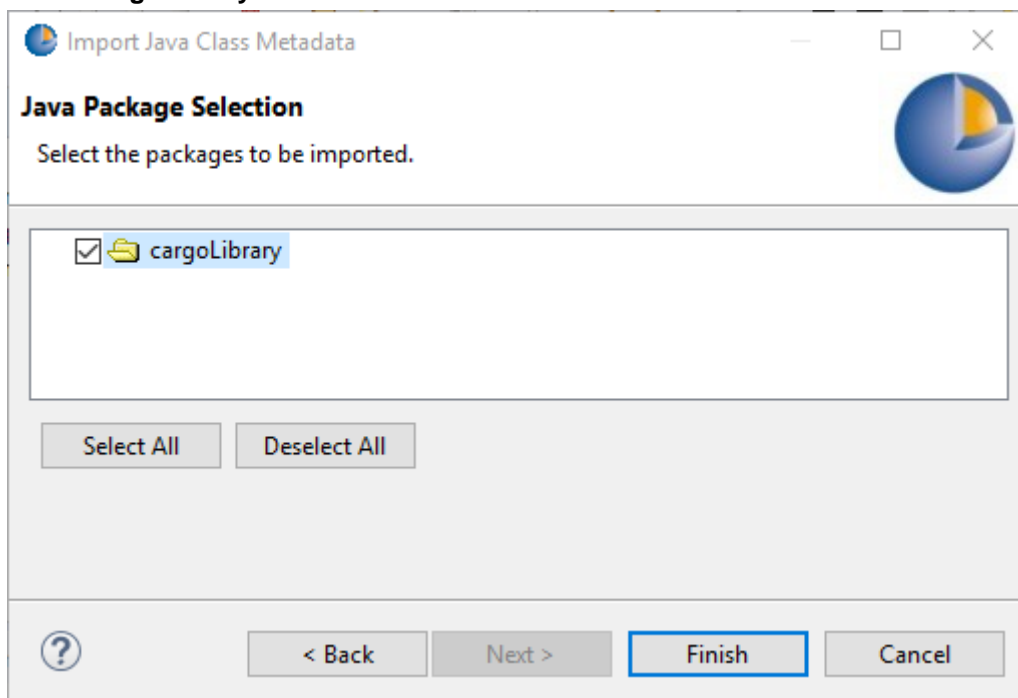 Import Java Class Metadata
Java Package Selection
Select the packages to be imported.
cargoLibrary
Select All Deselect All
? < Back Next > Finish Cancel